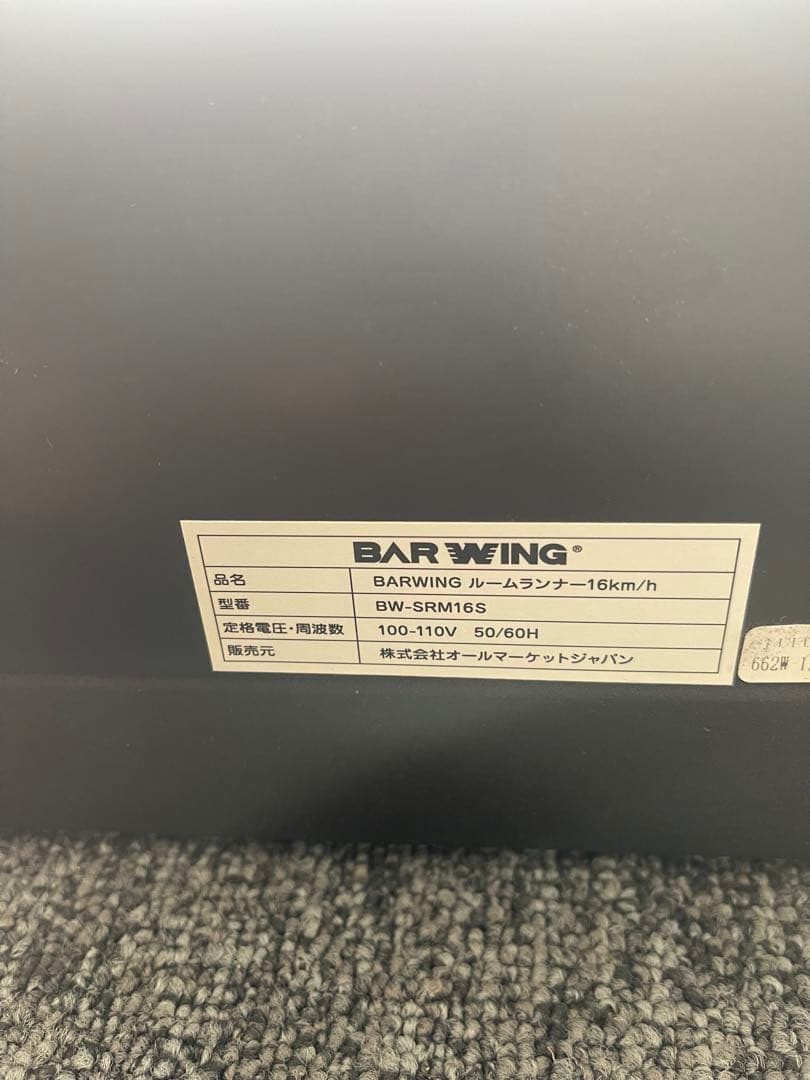 BARWING®
品名 BARWING ルームランナー16km/h
型番 BW-SRM16S
定格電圧・周波数 100-110V 50/60H
販売元 株式会社オールマーケットジャパン
662W